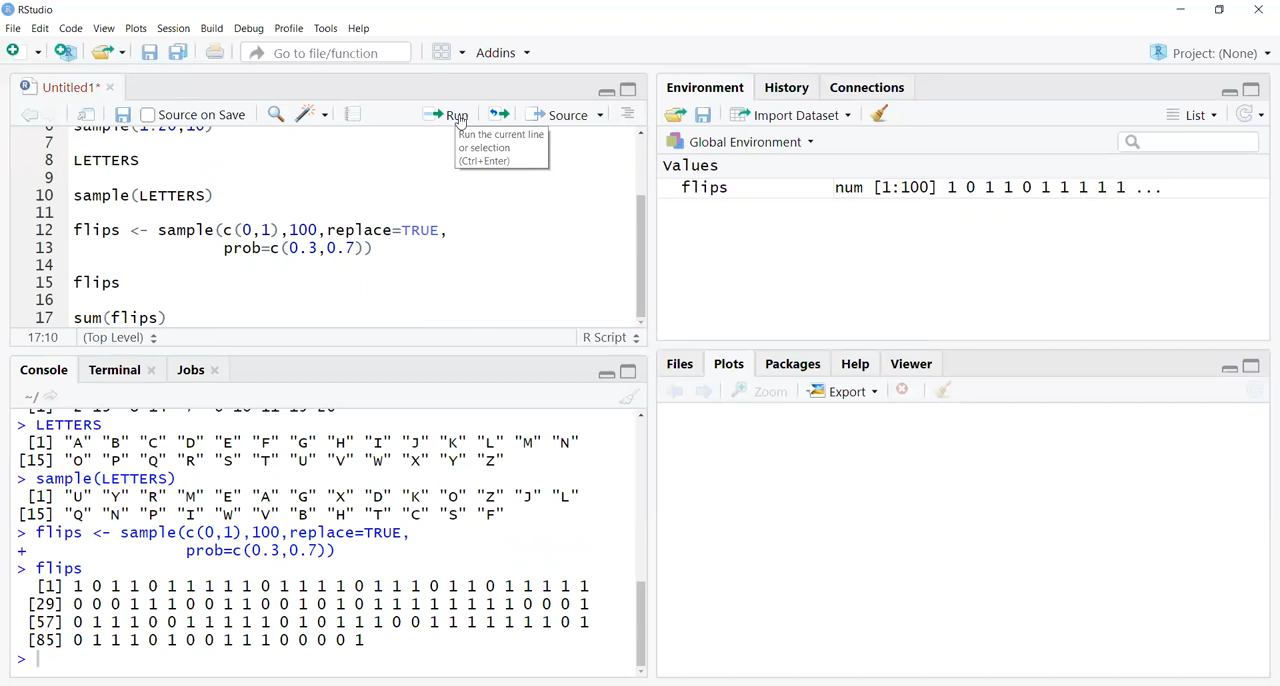 RStudio
File Edit Code View Plots Session Build Debug Profile Tools Help
Go to file/function Addins Project: (None)
Untitled1*
Source on Save Run Source
7
8 LETTERS
9
10 sample(LETTERS)
11
12 flips <- sample(c(0,1),100,replace=TRUE,
13 prob=c(0.3,0.7))
14
15 flips
16
17 sum(flips)
17:10 (Top Level) R Script
Run the current line
or selection
(Ctrl+Enter)
Console Terminal Jobs
~/
> LETTERS
[1] "A" "B" "C" "D" "E" "F" "G" "H" "I" "J" "K" "L" "M" "N"
[15] "O" "P" "Q" "R" "S" "T" "U" "V" "W" "X" "Y" "Z"
> sample(LETTERS)
[1] "U" "Y" "R" "M" "E" "A" "G" "X" "D" "K" "O" "Z" "J" "L"
[15] "Q" "N" "P" "I" "W" "V" "B" "H" "T" "C" "S" "F"
> flips <- sample(c(0,1),100,replace=TRUE,
+ prob=c(0.3,0.7))
> flips
[1] 1 0 1 1 0 1 1 1 1 1 0 1 1 1 1 0 1 1 1 0 1 1 0 1 1 1 1 1
[29] 0 0 0 1 1 1 0 0 1 1 0 0 1 0 1 0 1 1 1 1 1 1 1 1 0 0 0 1
[57] 0 1 1 1 0 0 1 1 1 1 1 0 1 0 1 1 1 0 0 1 1 1 1 1 1 1 0 1
[85] 0 1 1 1 0 1 0 0 1 1 1 0 0 0 0 1
>
Environment History Connections
Import Dataset List
Global Environment
Values
flips num [1:100] 1 0 1 1 0 1 1 1 1 1 ...
Files Plots Packages Help Viewer
Zoom Export